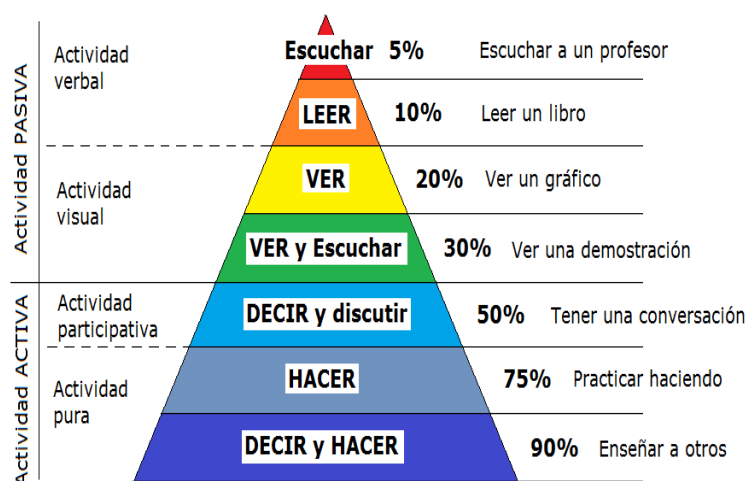 Actividad PASIVA
Actividad
verbal
Escuchar 5% Escuchar a un profesor
LEER 10% Leer un libro
Actividad
visual
VER 20% Ver un gráfico
VER y Escuchar 30% Ver una demostración
Actividad ACTIVA
Actividad
participativa
DECIR y discutir 50% Tener una conversación
Actividad
pura
HACER 75% Practicar haciendo
DECIR y HACER 90% Enseñar a otros